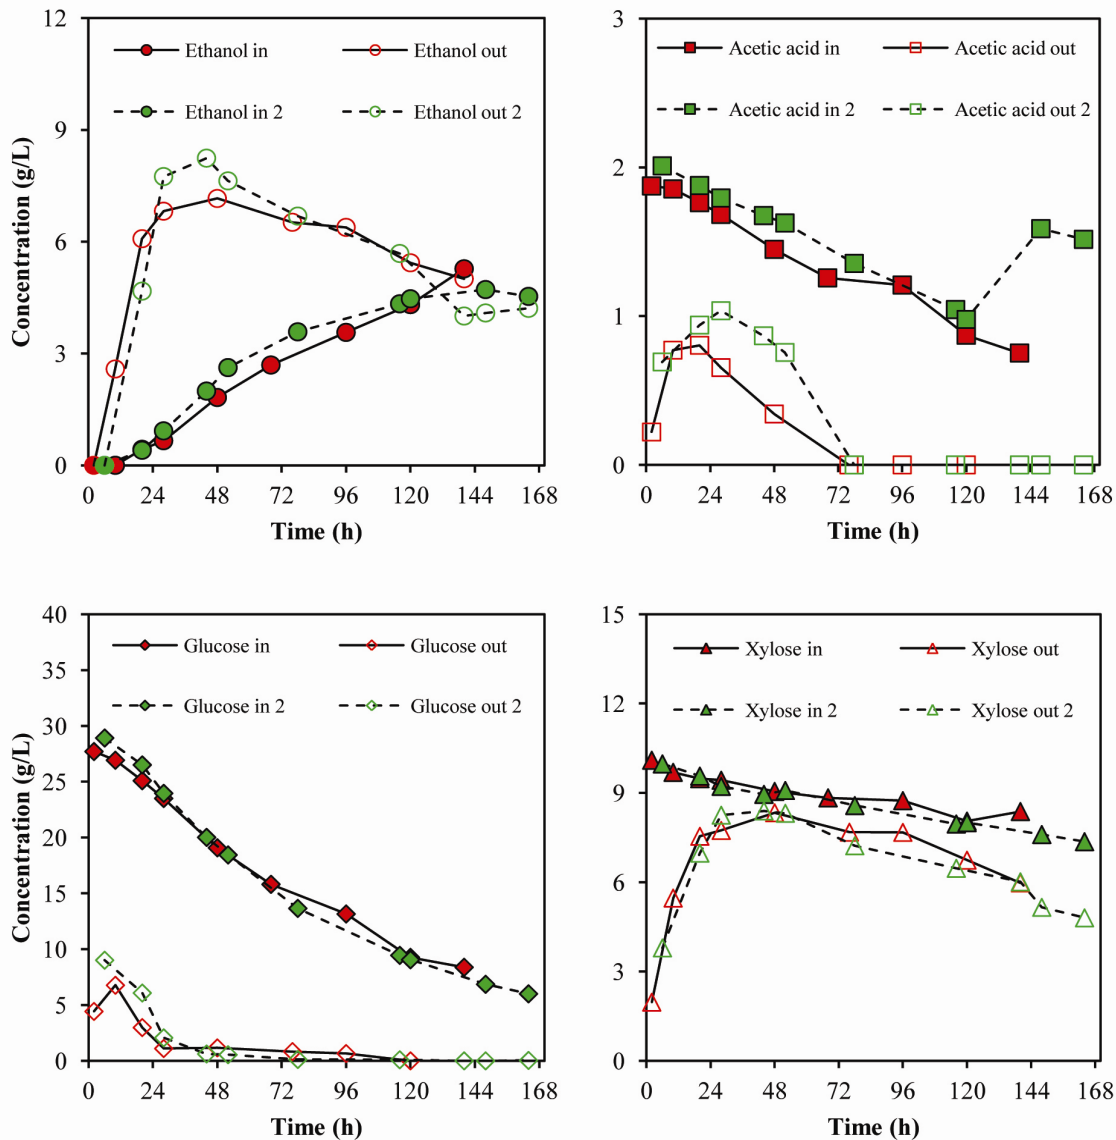 12
9
6
3
0
Concentration (g/L)
Ethanol in
Ethanol out
Ethanol in 2
Ethanol out 2
0 24 48 72 96 120 144 168
Time (h)
3
2
1
0
Acetic acid in
Acetic acid out
Acetic acid in 2
Acetic acid out 2
0 24 48 72 96 120 144 168
Time (h)
40
35
30
25
20
15
10
5
0
Concentration (g/L)
Glucose in
Glucose out
Glucose in 2
Glucose out 2
0 24 48 72 96 120 144 168
Time (h)
15
12
9
6
3
0
Xylose in
Xylose out
Xylose in 2
Xylose out 2
0 24 48 72 96 120 144 168
Time (h)